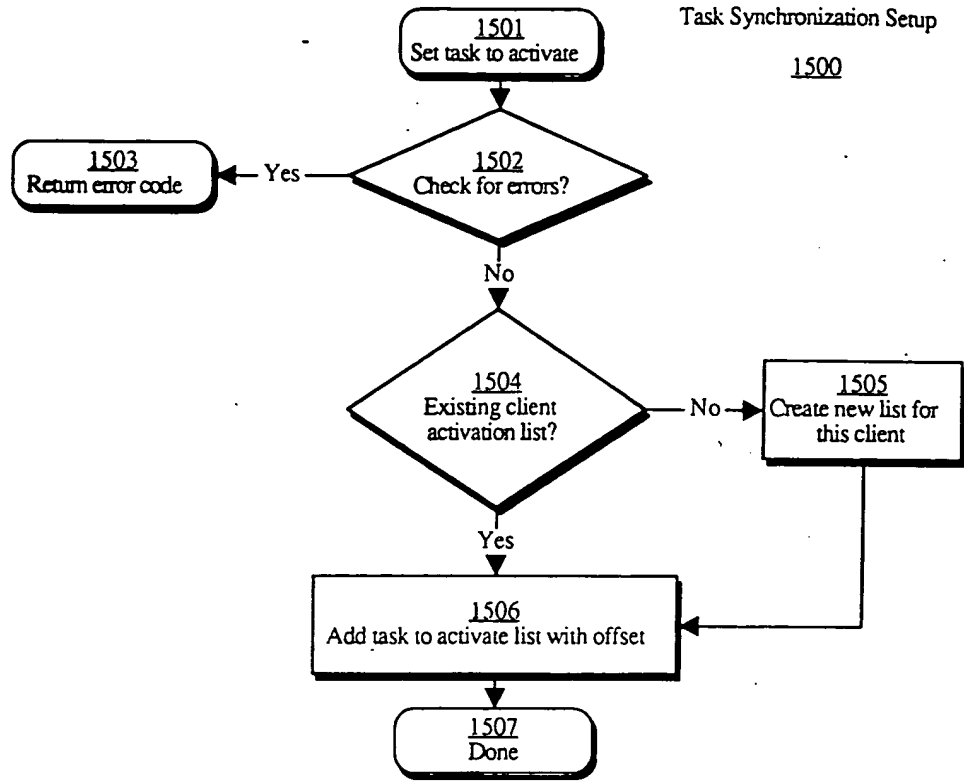 Task Synchronization Setup
1500
1501
Set task to activate
1502
Check for errors?
Yes
1503
Return error code
No
1504
Existing client
activation list?
No
1505
Create new list for
this client
Yes
1506
Add task to activate list with offset
1507
Done